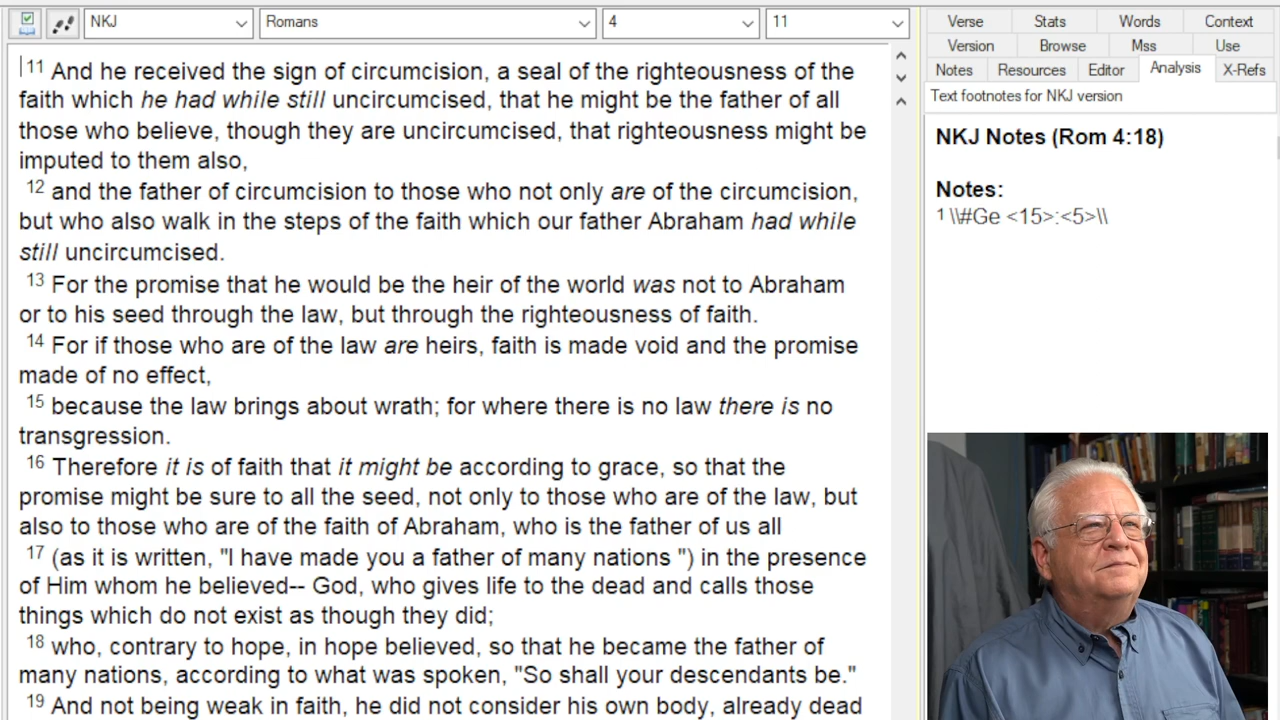 NKJ Romans 4 11
11 And he received the sign of circumcision, a seal of the righteousness of the
faith which he had while still uncircumcised, that he might be the father of all
those who believe, though they are uncircumcised, that righteousness might be
imputed to them also,
12 and the father of circumcision to those who not only are of the circumcision,
but who also walk in the steps of the faith which our father Abraham had while
still uncircumcised.
13 For the promise that he would be the heir of the world was not to Abraham
or to his seed through the law, but through the righteousness of faith.
14 For if those who are of the law are heirs, faith is made void and the promise
made of no effect,
15 because the law brings about wrath; for where there is no law there is no
transgression.
16 Therefore it is of faith that it might be according to grace, so that the
promise might be sure to all the seed, not only to those who are of the law, but
also to those who are of the faith of Abraham, who is the father of us all
17 (as it is written, "I have made you a father of many nations ") in the presence
of Him whom he believed-- God, who gives life to the dead and calls those
things which do not exist as though they did;
18 who, contrary to hope, in hope believed, so that he became the father of
many nations, according to what was spoken, "So shall your descendants be."
19 And not being weak in faith, he did not consider his own body, already dead
Verse Stats Words Context
Version Browse Mss Use
Notes Resources Editor Analysis X-Refs
Text footnotes for NKJ version
NKJ Notes (Rom 4:18)
Notes:
1 \\#Ge <15>:<5>\\